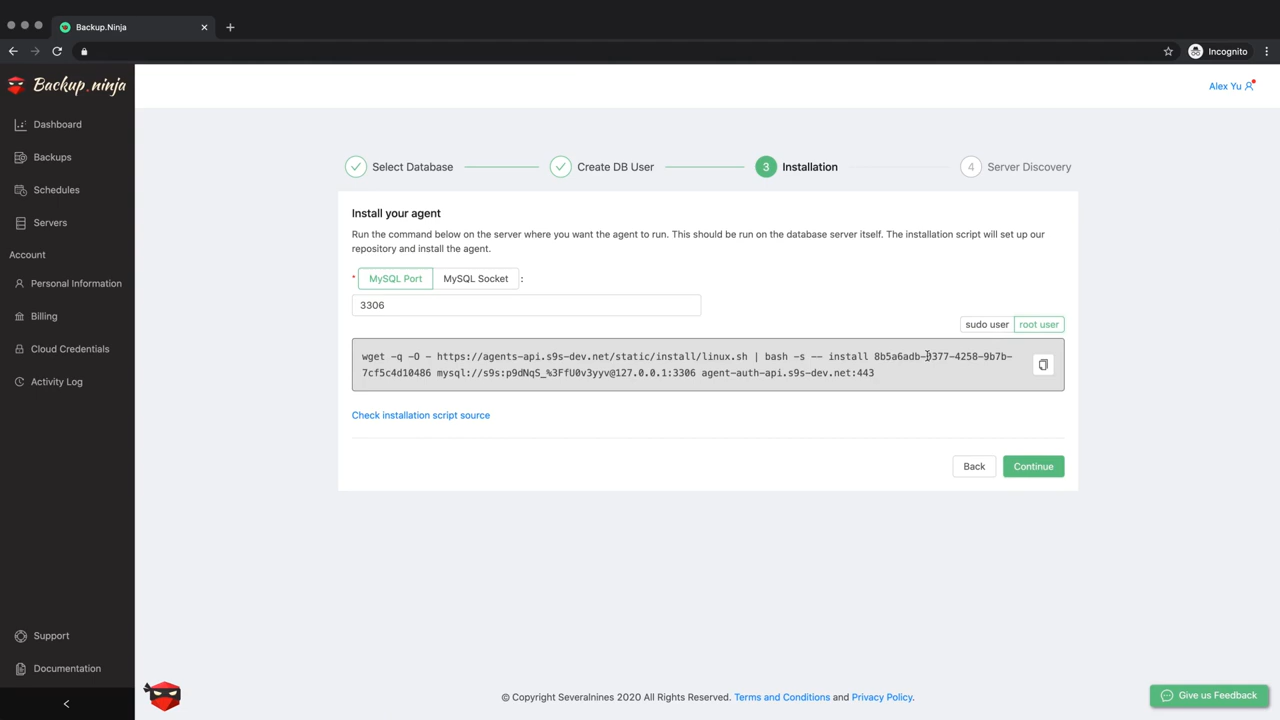 Backup.Ninja
Incognito
Backup.ninja
Alex Yu
Dashboard
Backups
Schedules
Servers
Account
Personal Information
Billing
Cloud Credentials
Activity Log
Support
Documentation
Select Database
Create DB User
3 Installation
4 Server Discovery
Install your agent
Run the command below on the server where you want the agent to run. This should be run on the database server itself. The installation script will set up our
repository and install the agent.
* MySQL Port MySQL Socket :
3306
sudo user root user
wget -q -O - https://agents-api.s9s-dev.net/static/install/linux.sh | bash -s -- install
7cf5c4d10486 mysql://s9s:p9dNqS_%3FfU0v3yyv@127.0.0.1:3306 agent-auth-api.s9s-dev.net:443
Check installation script source
Back Continue
© Copyright Severalnines 2020 All Rights Reserved. Terms and Conditions and Privacy Policy.
Give us Feedback